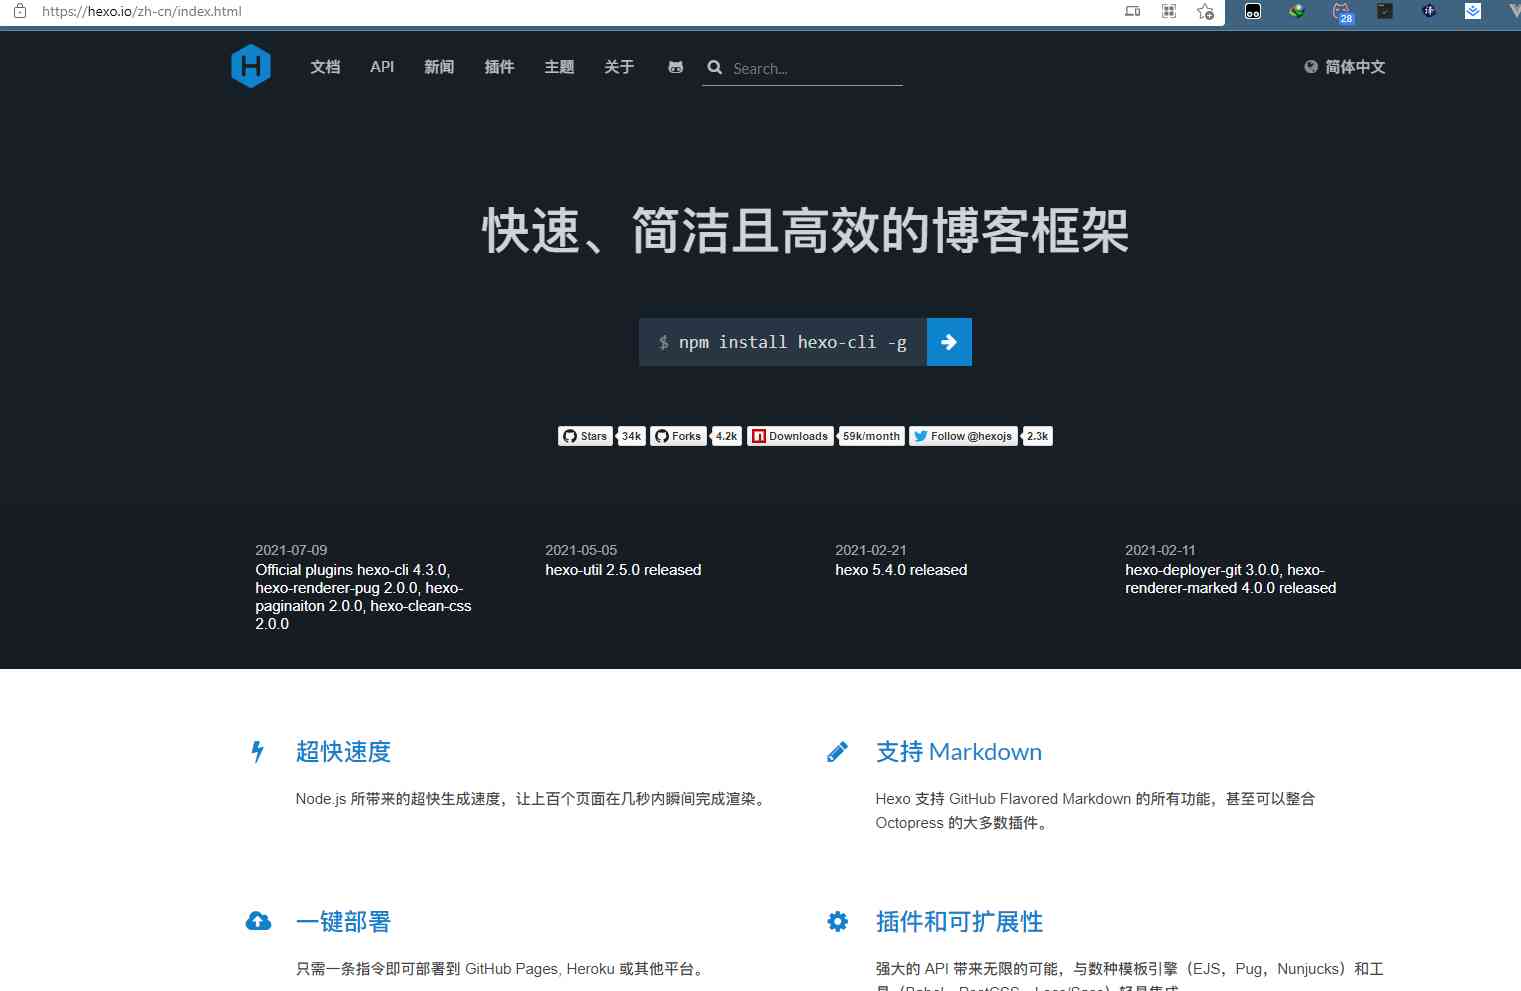 https://hexo.io/zh-cn/index.html
28
H 文档 API 新闻 插件 主题 关于 Search... 简体中文
快速、简洁且高效的博客框架
$ npm install hexo-cli -g
Stars 34k Forks 4.2k Downloads 59k/month Follow @hexojs 2.3k
2021-07-09
Official plugins hexo-cli 4.3.0,
hexo-renderer-pug 2.0.0, hexo-
paginaiton 2.0.0, hexo-clean-css
2.0.0
2021-05-05
hexo-util 2.5.0 released
2021-02-21
hexo 5.4.0 released
2021-02-11
hexo-deployer-git 3.0.0, hexo-
renderer-marked 4.0.0 released
超快速度
Node.js 所带来的超快生成速度，让上百个页面在几秒内瞬间完成渲染。
支持 Markdown
Hexo 支持 GitHub Flavored Markdown 的所有功能，甚至可以整合
Octopress 的大多数插件。
一键部署
只需一条指令即可部署到 GitHub Pages, Heroku 或其他平台。
插件和可扩展性
强大的 API 带来无限的可能，与数种模板引擎（EJS，Pug，Nunjucks）和工